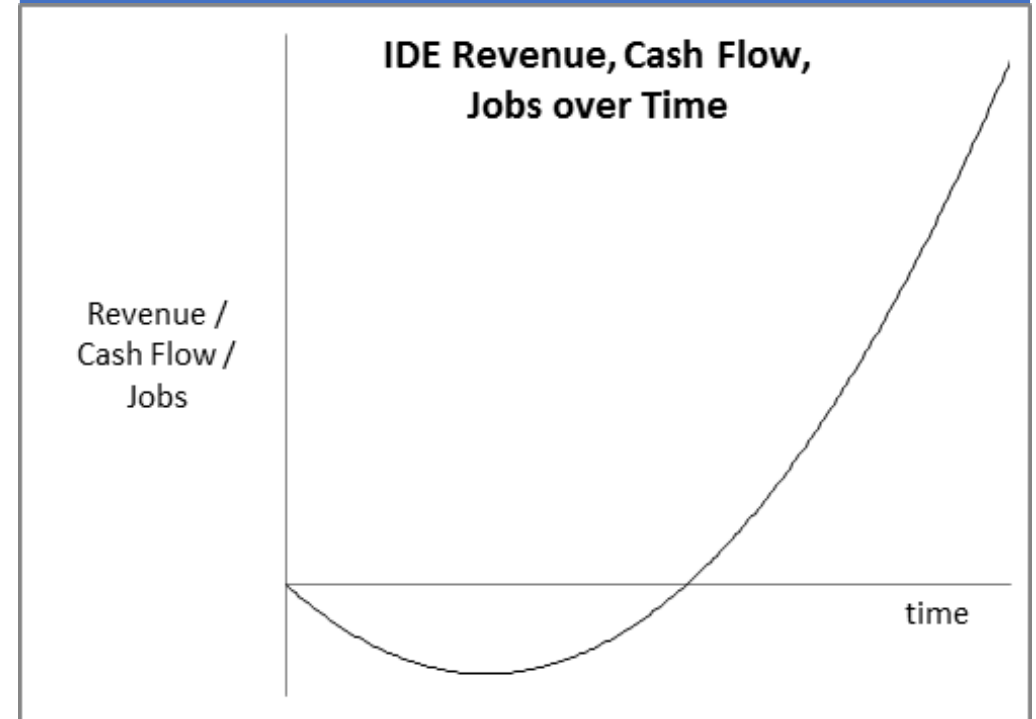 IDE Revenue, Cash Flow,
Jobs over Time
Revenue /
Cash Flow /
Jobs
time